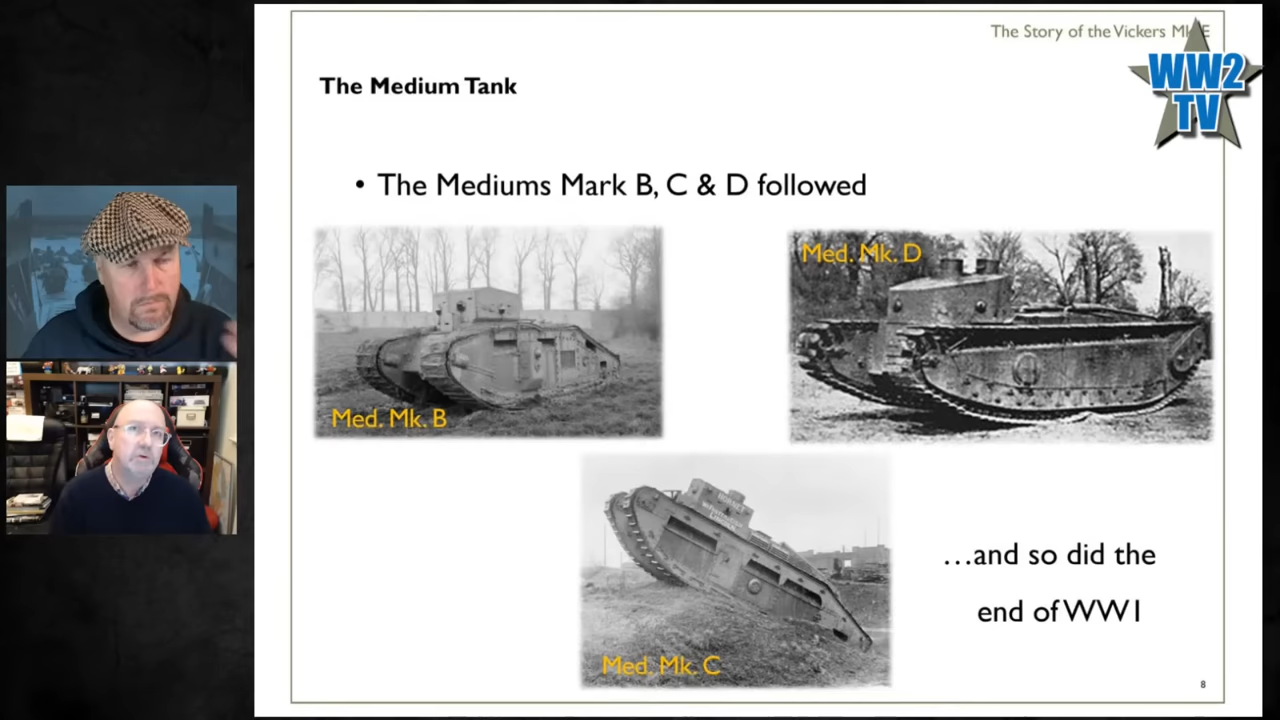 The Story of the Vickers Mk. E
WW2
TV
The Medium Tank
• The Mediums Mark B, C & D followed
Med. Mk. B
Med. Mk. D
Med. Mk. C
…and so did the
end of WW1
8